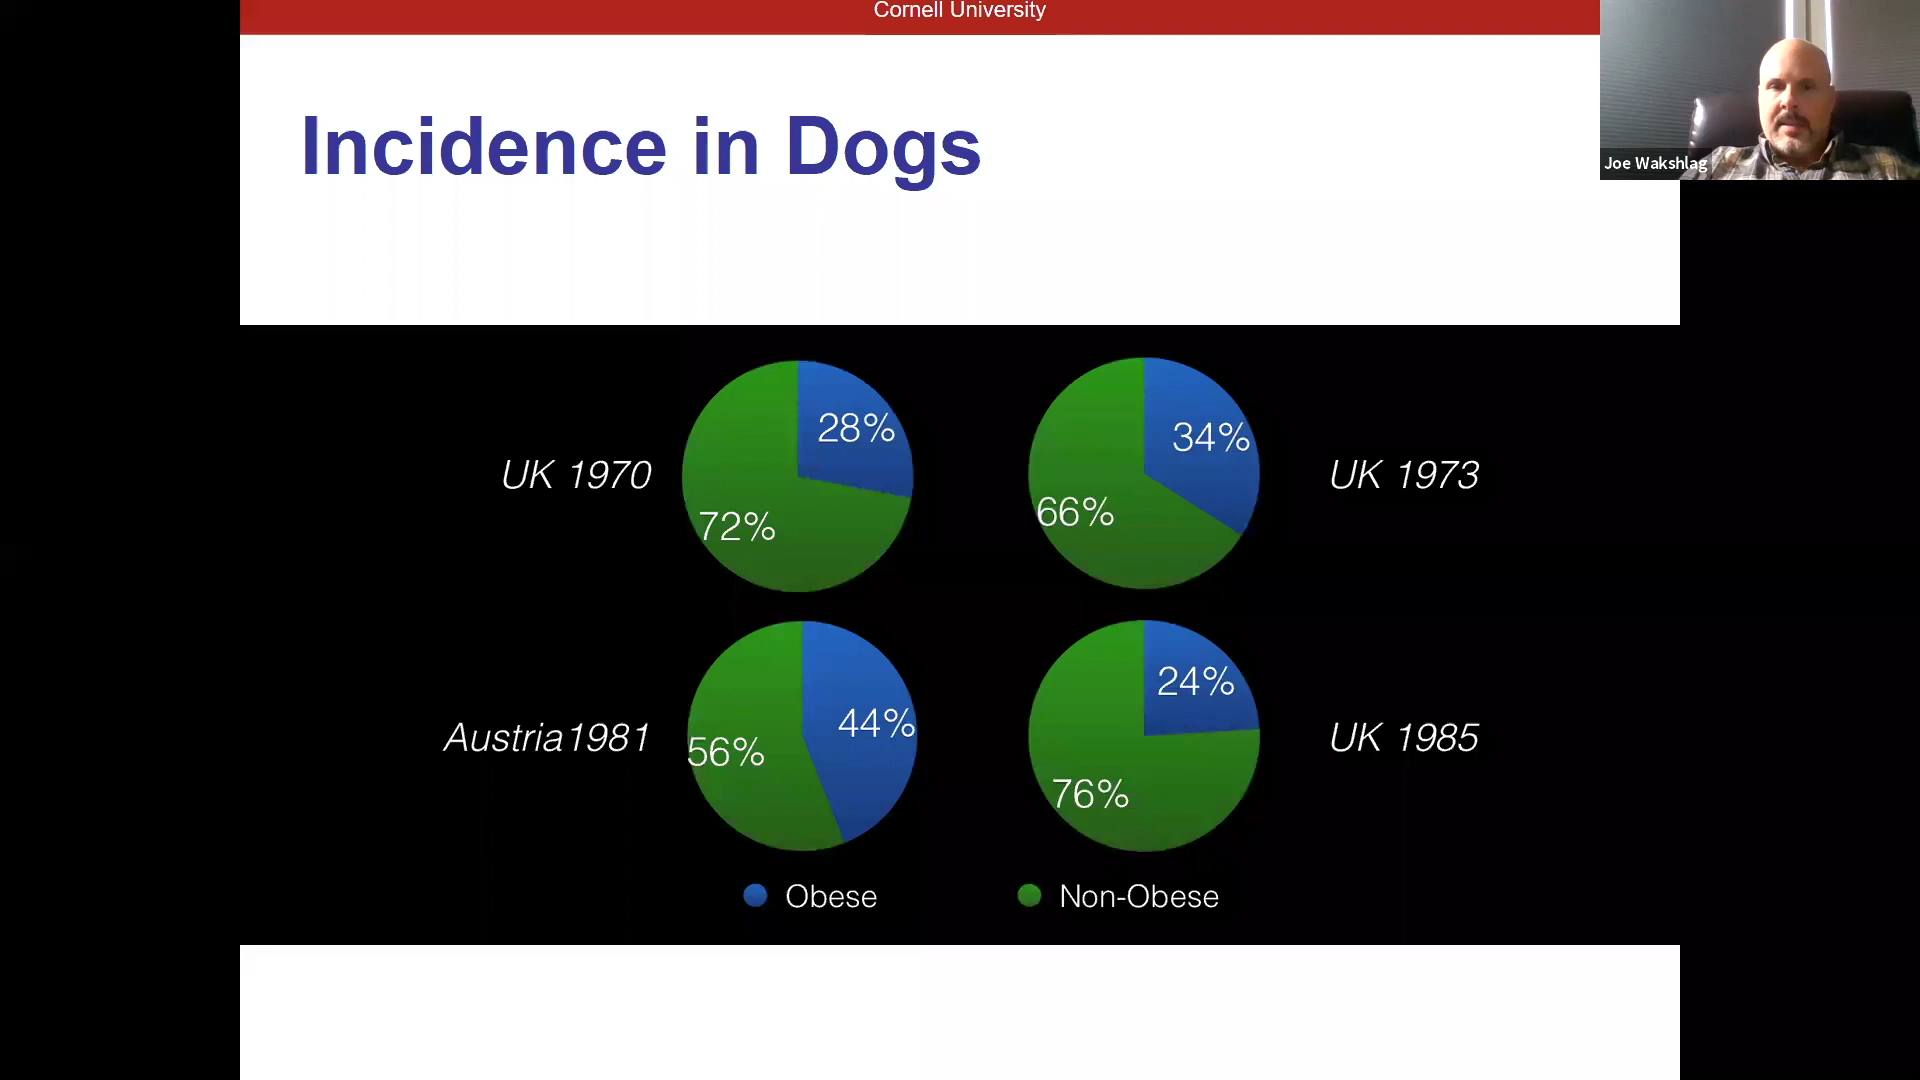 Cornell University
Joe Wakshlag
Incidence in Dogs
UK 1970
28%
72%
34%
66%
UK 1973
Austria1981
44%
56%
24%
76%
UK 1985
Obese
Non-Obese